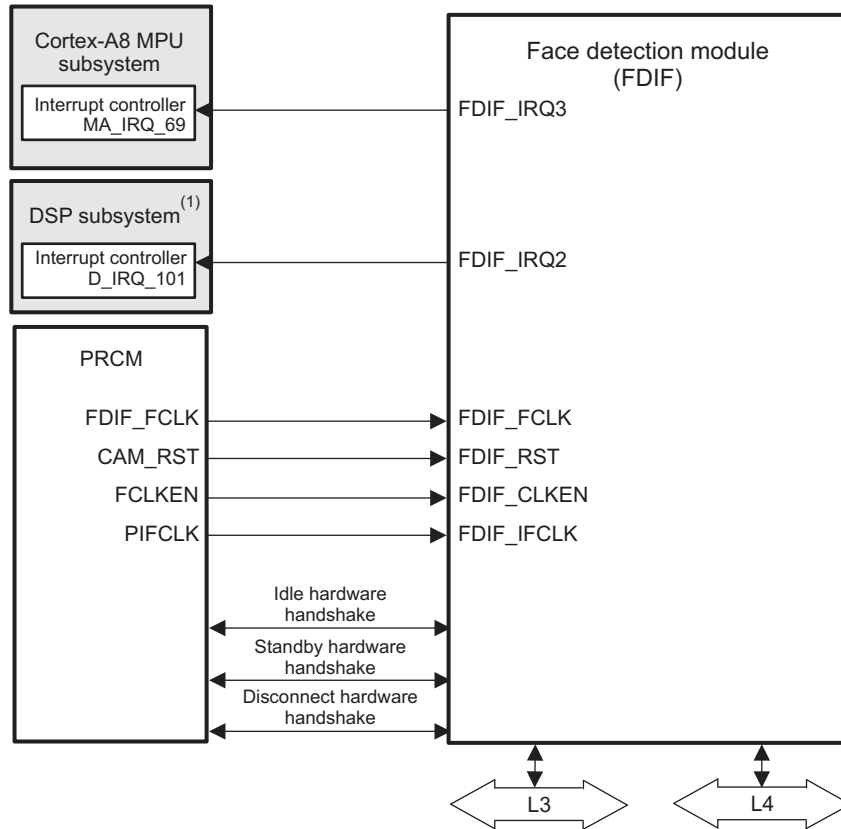 Cortex-A8 MPU
subsystem
Interrupt controller
MA_IRQ_69
Face detection module
(FDIF)
FDIF_IRQ3
DSP subsystem(1)
Interrupt controller
D_IRQ_101
FDIF_IRQ2
PRCM
FDIF_FCLK
FDIF_FCLK
CAM_RST
FDIF_RST
FCLKEN
FDIF_CLKEN
PIFCLK
FDIF_IFCLK
Idle hardware
handshake
Standby hardware
handshake
Disconnect hardware
handshake
L3
L4